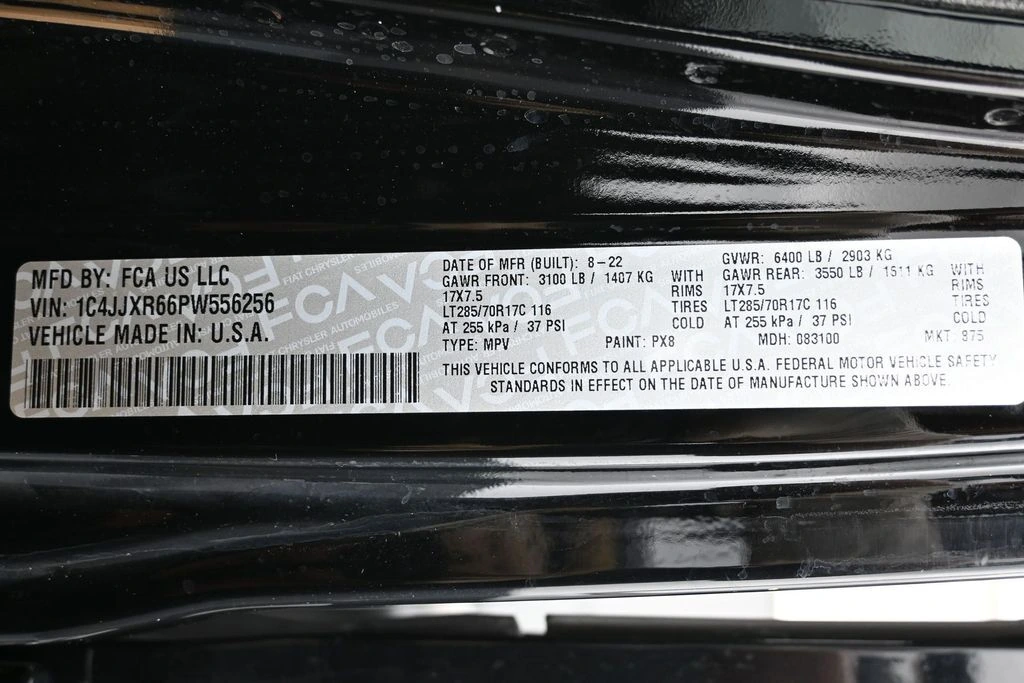 MFD BY: FCA US LLC
VIN: 1C4JJXR66PW556256
VEHICLE MADE IN: U.S.A.
DATE OF MFR (BUILT): 8-22 GVWR: 6400 LB / 2903 KG
GAWR FRONT: 3100 LB / 1407 KG WITH GAWR REAR: 3550 LB / 1611 KG WITH
17X7.5 RIMS 17X7.5 RIMS
LT285/70R17C 116 TIRES LT285/70R17C 116 TIRES
AT 255 kPa / 37 PSI COLD AT 255 kPa / 37 PSI COLD
TYPE: MPV PAINT: PX8 MDH: 083100 MKT: 975
THIS VEHICLE CONFORMS TO ALL APPLICABLE U.S.A. FEDERAL MOTOR VEHICLE SAFETY
STANDARDS IN EFFECT ON THE DATE OF MANUFACTURE SHOWN ABOVE.